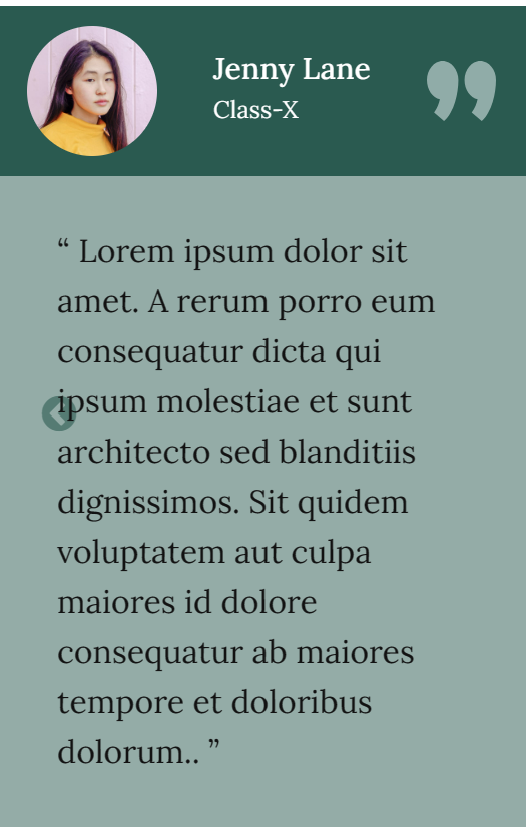 Jenny Lane
Class-X
“ Lorem ipsum dolor sit
amet. A rerum porro eum
consequatur dicta qui
ipsum molestiae et sunt
architecto sed blanditiis
dignissimos. Sit quidem
voluptatem aut culpa
maiores id dolore
consequatur ab maiores
tempore et doloribus
dolorum.. ”